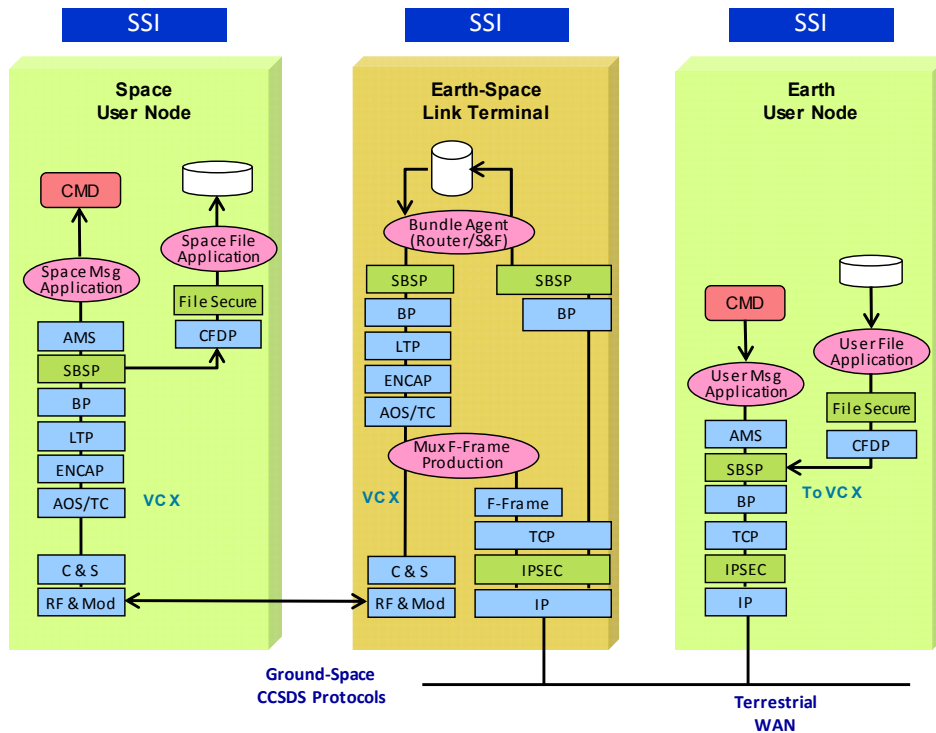 SSI
SSI
SSI
Space
User Node
CMD
Space File
Application
Space Msg
Application
File Secure
CFDP
AMS
SBSP
BP
LTP
ENCAP
AOS/TC
VC X
C & S
RF & Mod
Earth-Space
Link Terminal
Bundle Agent
(Router/S&F)
SBSP
SBSP
BP
BP
LTP
ENCAP
AOS/TC
Mux F-Frame
Production
VC X
F-Frame
TCP
C & S
IPSEC
RF & Mod
IP
Earth
User Node
CMD
User File
Application
User Msg
Application
File Secure
AMS
CFDP
SBSP
To VC X
BP
TCP
IPSEC
IP
Ground-Space
CCSDS Protocols
Terrestrial
WAN